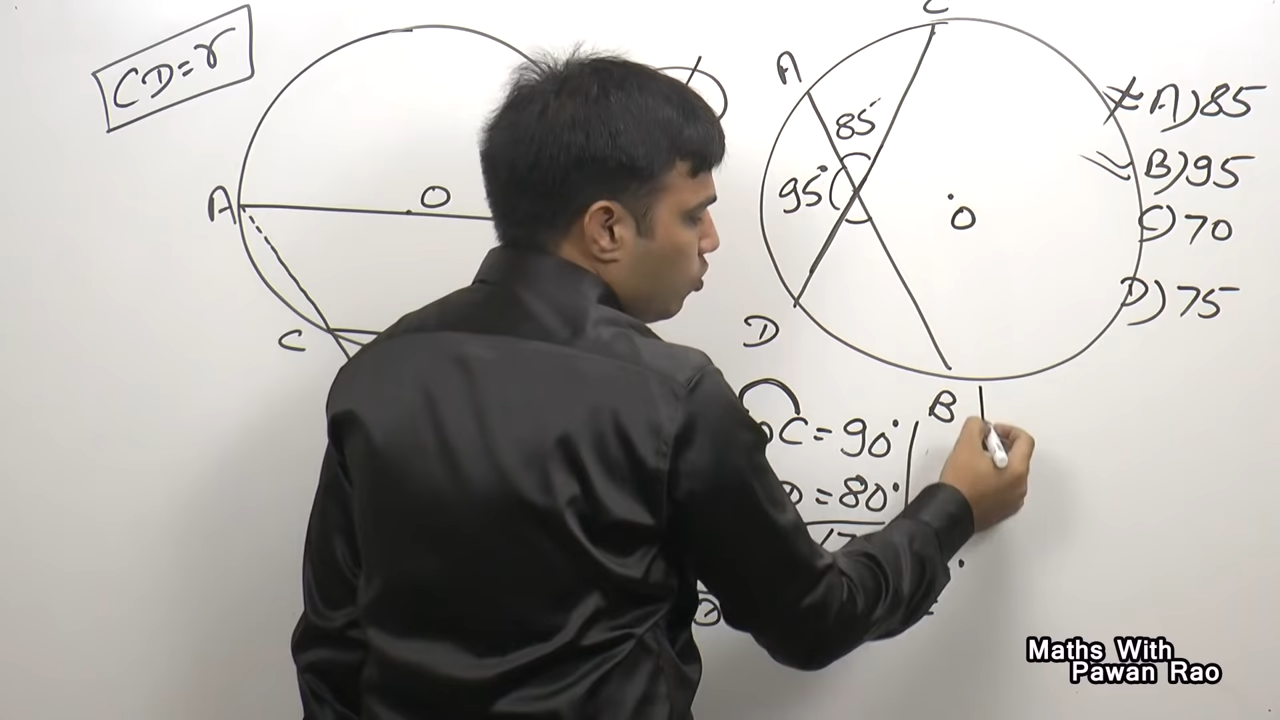 CD=r
A
O
C
C
A
85°
95°
O
D
B
A)85
B)95
C)70
D)75
C=90°
D=80°
Maths With
Pawan Rao